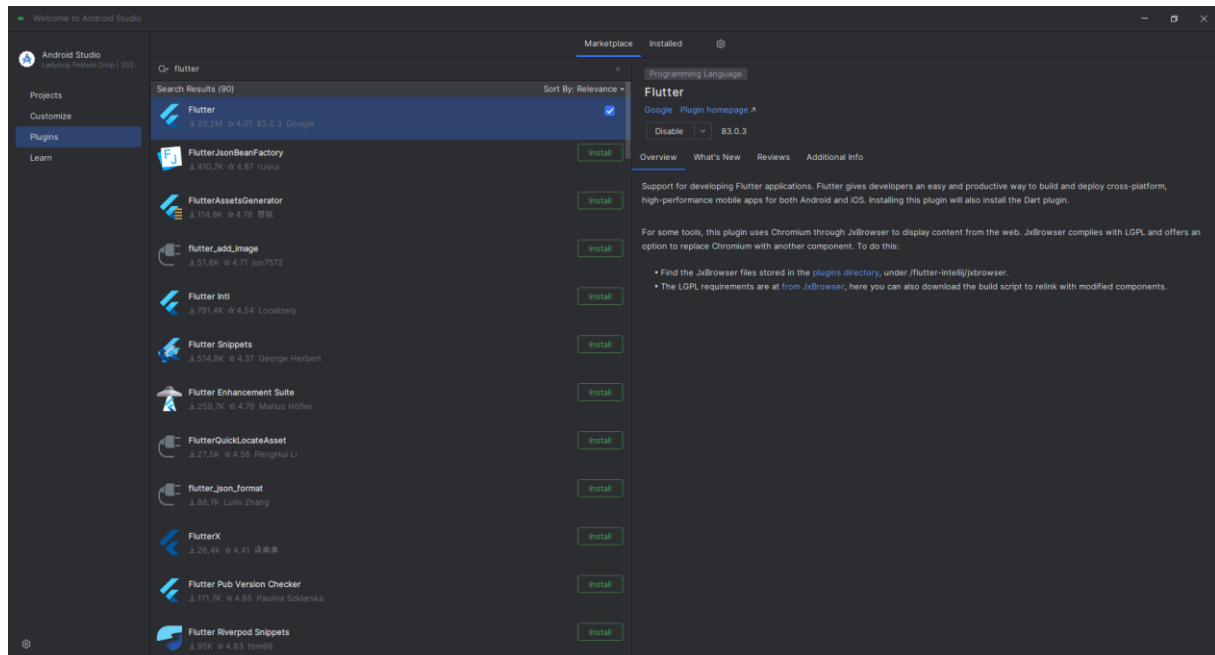 Welcome to Android Studio
Android Studio
Ladybug Feature Drop | 202...
Projects
Customize
Plugins
Learn
Marketplace
Installed
flutter
Search Results (90)
Sort By: Relevance
Flutter
20,2M 4.01 83.0.3 Google
FlutterJsonBeanFactory
410,7K 4.87 ruiyui
Install
FlutterAssetsGenerator
114,8K 4.78
Install
flutter_add_image
51,8K 4.71 jun7572
Install
Flutter Intl
791,4K 4.54 Localizely
Install
Flutter Snippets
514,8K 4.37 George Herbert
Install
Flutter Enhancement Suite
259,7K 4.76 Marius Höfler
Install
FlutterQuickLocateAsset
27,5K 4.56 PengHui Li
Install
flutter_json_format
88,7K Lulin Zhang
Install
FlutterX
26,4K 4.41
Install
Flutter Pub Version Checker
171,7K 4.85 Paulina Szklarska
Install
Flutter Riverpod Snippets
95K 4.83 tbm98
Install
Programming Language
Flutter
Google Plugin homepage
Disable 83.0.3
Overview What's New Reviews Additional Info
Support for developing Flutter applications. Flutter gives developers an easy and productive way to build and deploy cross-platform,
high-performance mobile apps for both Android and iOS. Installing this plugin will also install the Dart plugin.
For some tools, this plugin uses Chromium through JxBrowser to display content from the web. JxBrowser complies with LGPL and offers an
option to replace Chromium with another component. To do this:
• Find the JxBrowser files stored in the plugins directory, under /flutter-intellij/jxbrowser.
• The LGPL requirements are at from JxBrowser, here you can also download the build script to relink with modified components.